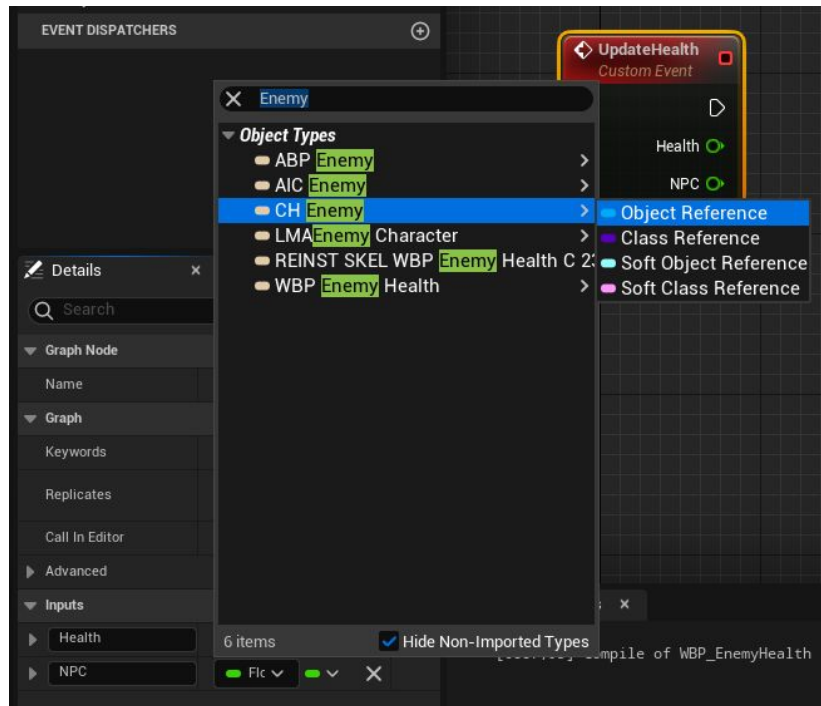 EVENT DISPATCHERS
UpdateHealth
Custom Event
Health
NPC
Enemy
Object Types
ABP Enemy
AIC Enemy
CH Enemy
LMAEnemy Character
REINST SKEL WBP Enemy Health C
WBP Enemy Health
Object Reference
Class Reference
Soft Object Reference
Soft Class Reference
6 items
Hide Non-Imported Types
Details
Search
Graph Node
Name
Graph
Keywords
Replicates
Call In Editor
Advanced
Inputs
Health
NPC
compile of WBP_EnemyHealth